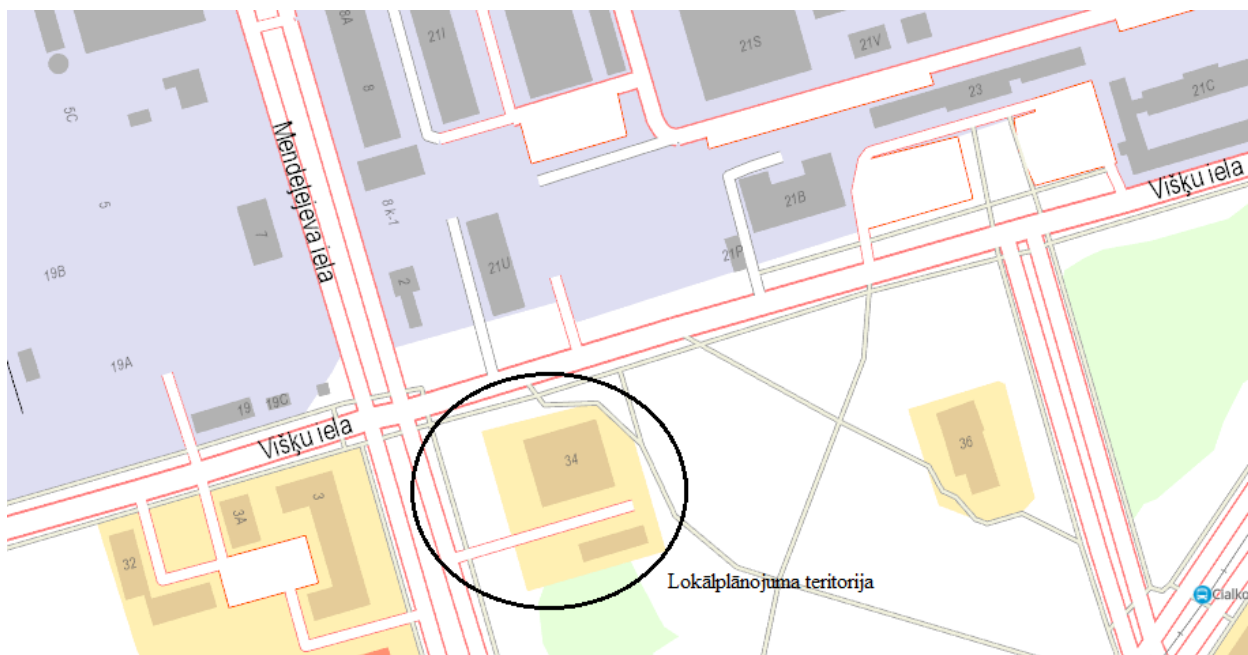 8A
21I
21S
21V
5C
8
23
21C
Mendeļejeva iela
Višķu iela
5
8 k-1
21B
7
19B
2
21U
21P
19A
19
19C
Višķu iela
34
36
3
3A
32
Lokālplānojuma teritorija
Cialko